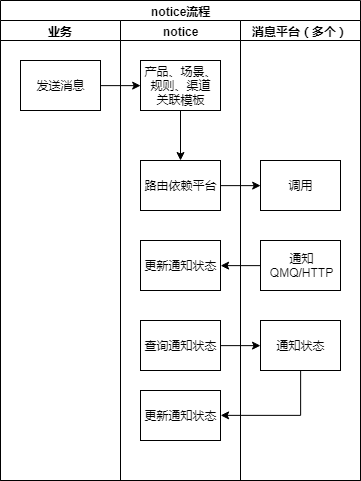 notice流程
业务
notice
消息平台（多个）
发送消息
产品、场景、
规则、渠道
关联模板
路由依赖平台
调用
更新通知状态
通知
QMQ/HTTP
查询通知状态
通知状态
更新通知状态